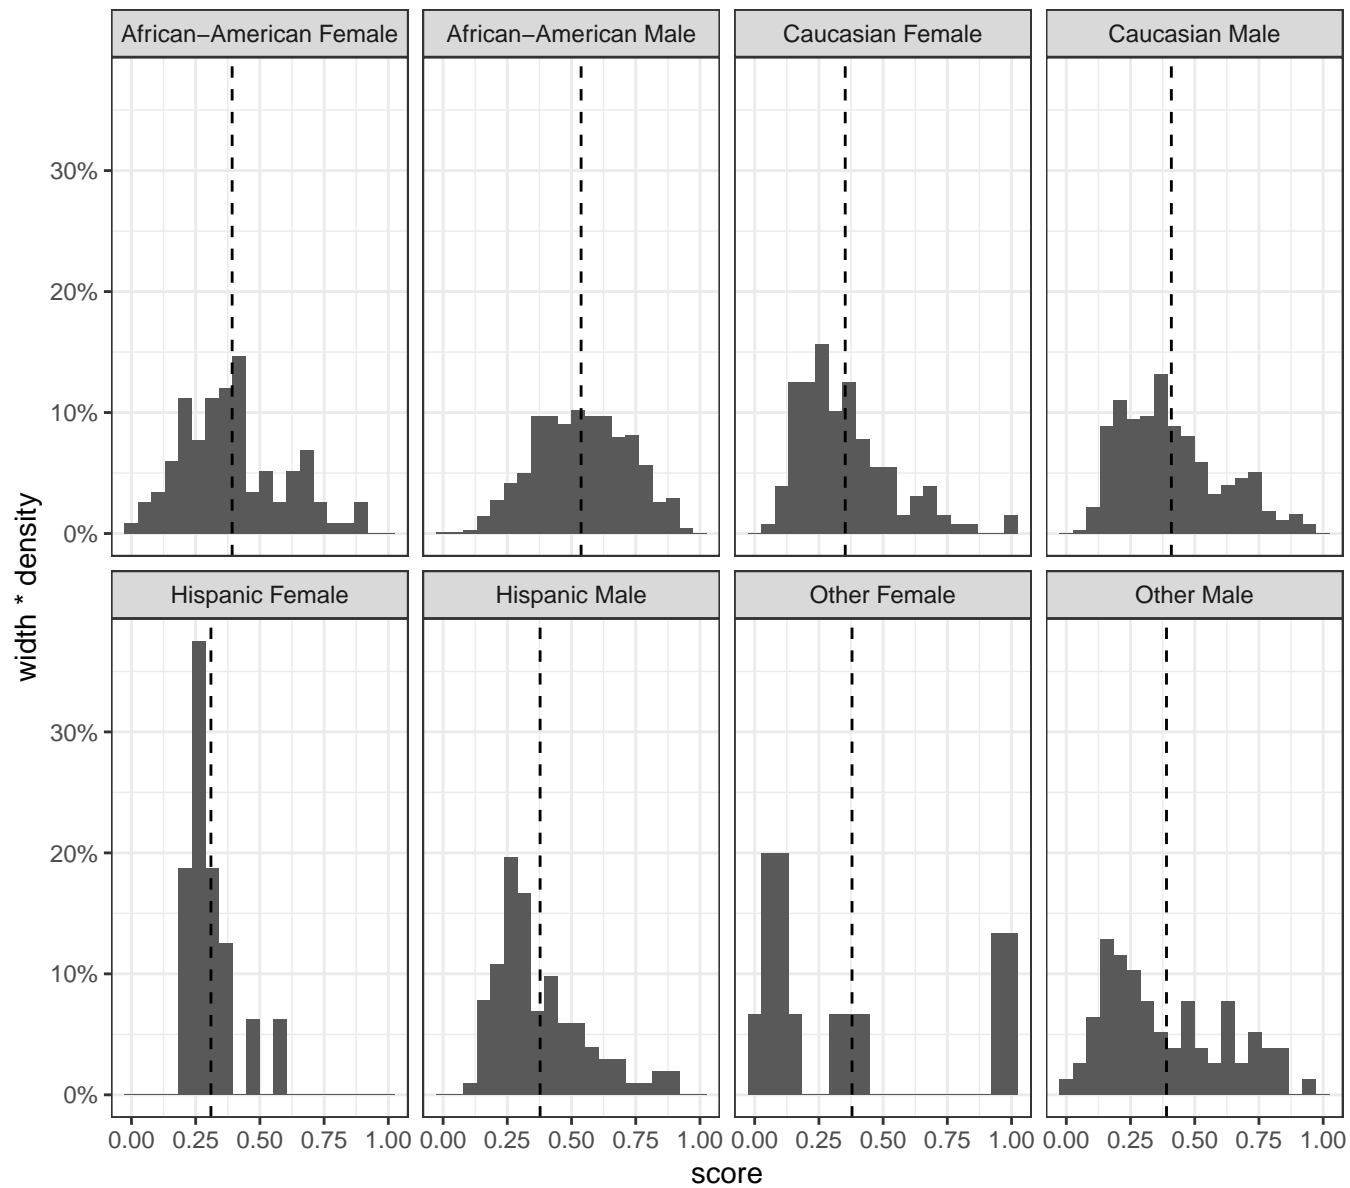 African−American Female
African−American Male
Caucasian Female
Caucasian Male
30%
20%
10%
0%
Hispanic Female
Hispanic Male
Other Female
Other Male
30%
20%
10%
0%
0.00 0.25 0.50 0.75 1.00
0.00 0.25 0.50 0.75 1.00
0.00 0.25 0.50 0.75 1.00
0.00 0.25 0.50 0.75 1.00
score
width * density